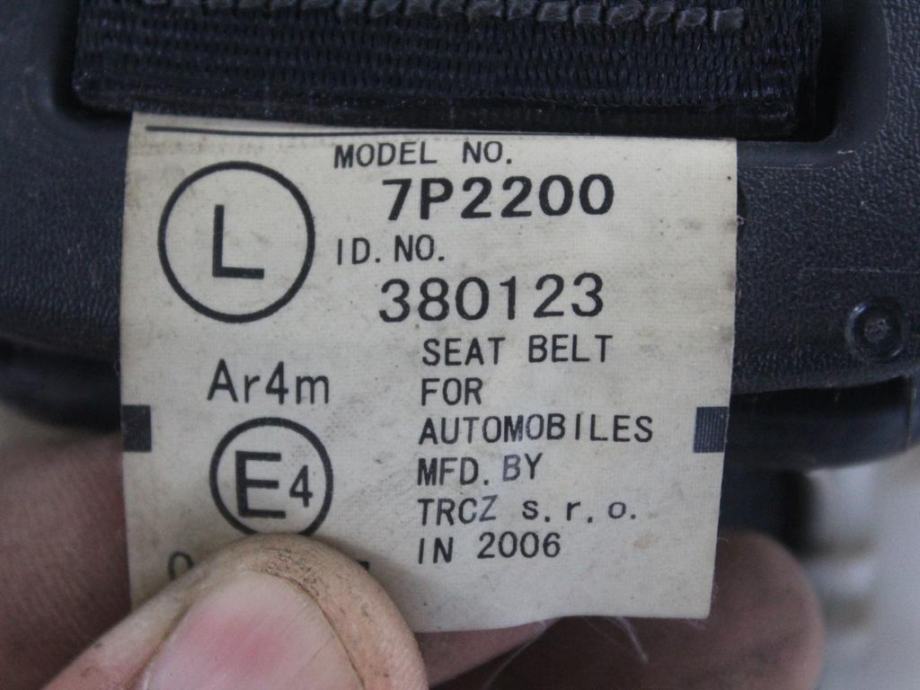 MODEL NO.
7P2200
L
ID. NO.
380123
SEAT BELT
FOR
AUTOMOBILES
MFD. BY
TRCZ s. r. o.
IN 2006
Ar4m
E4